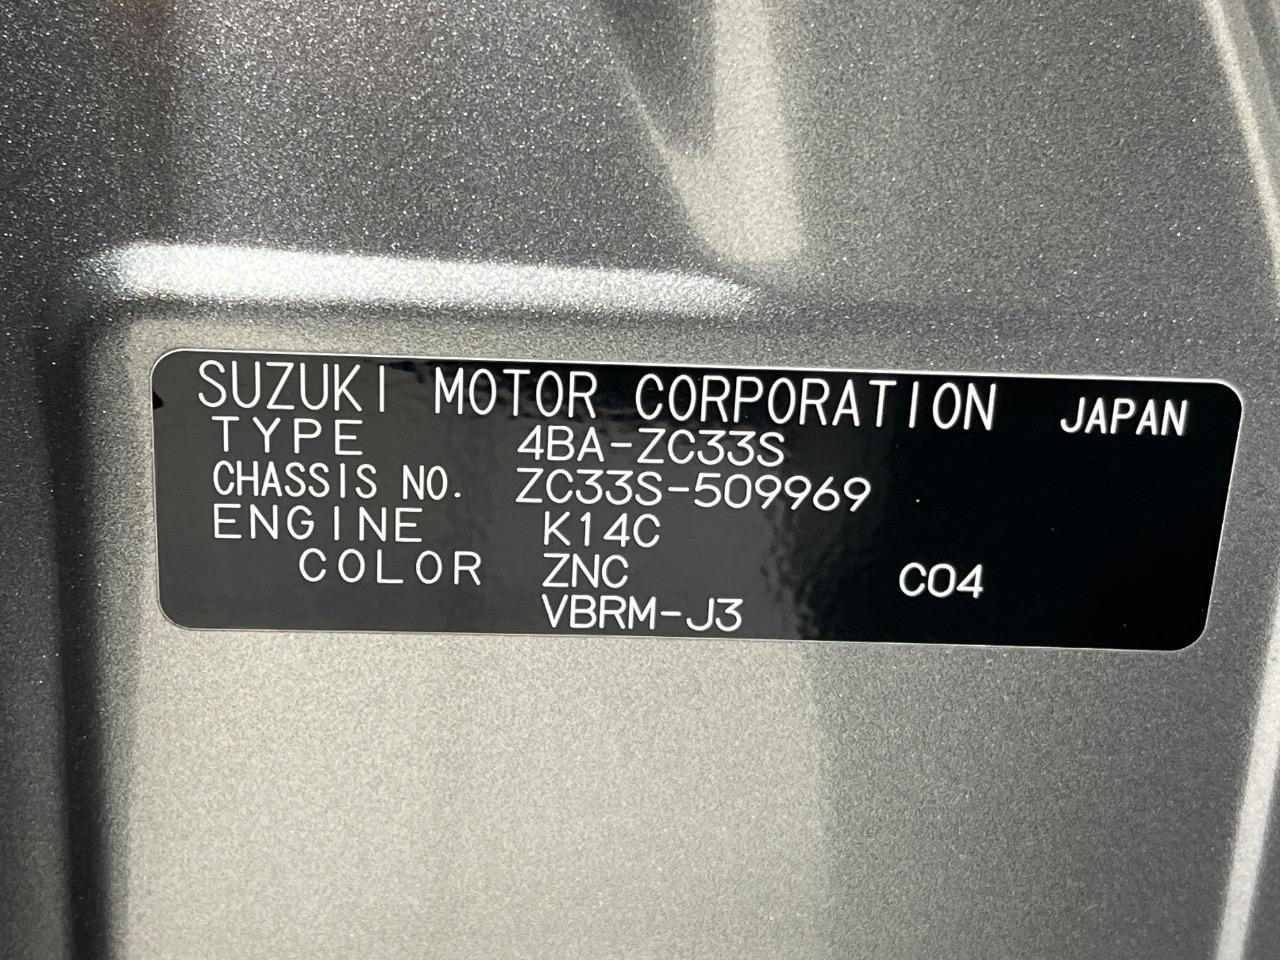 SUZUKI MOTOR CORPORATION JAPAN
TYPE 4BA-ZC33S
CHASSIS NO. ZC33S-509969
ENGINE K14C
COLOR ZNC C04
VBRM-J3